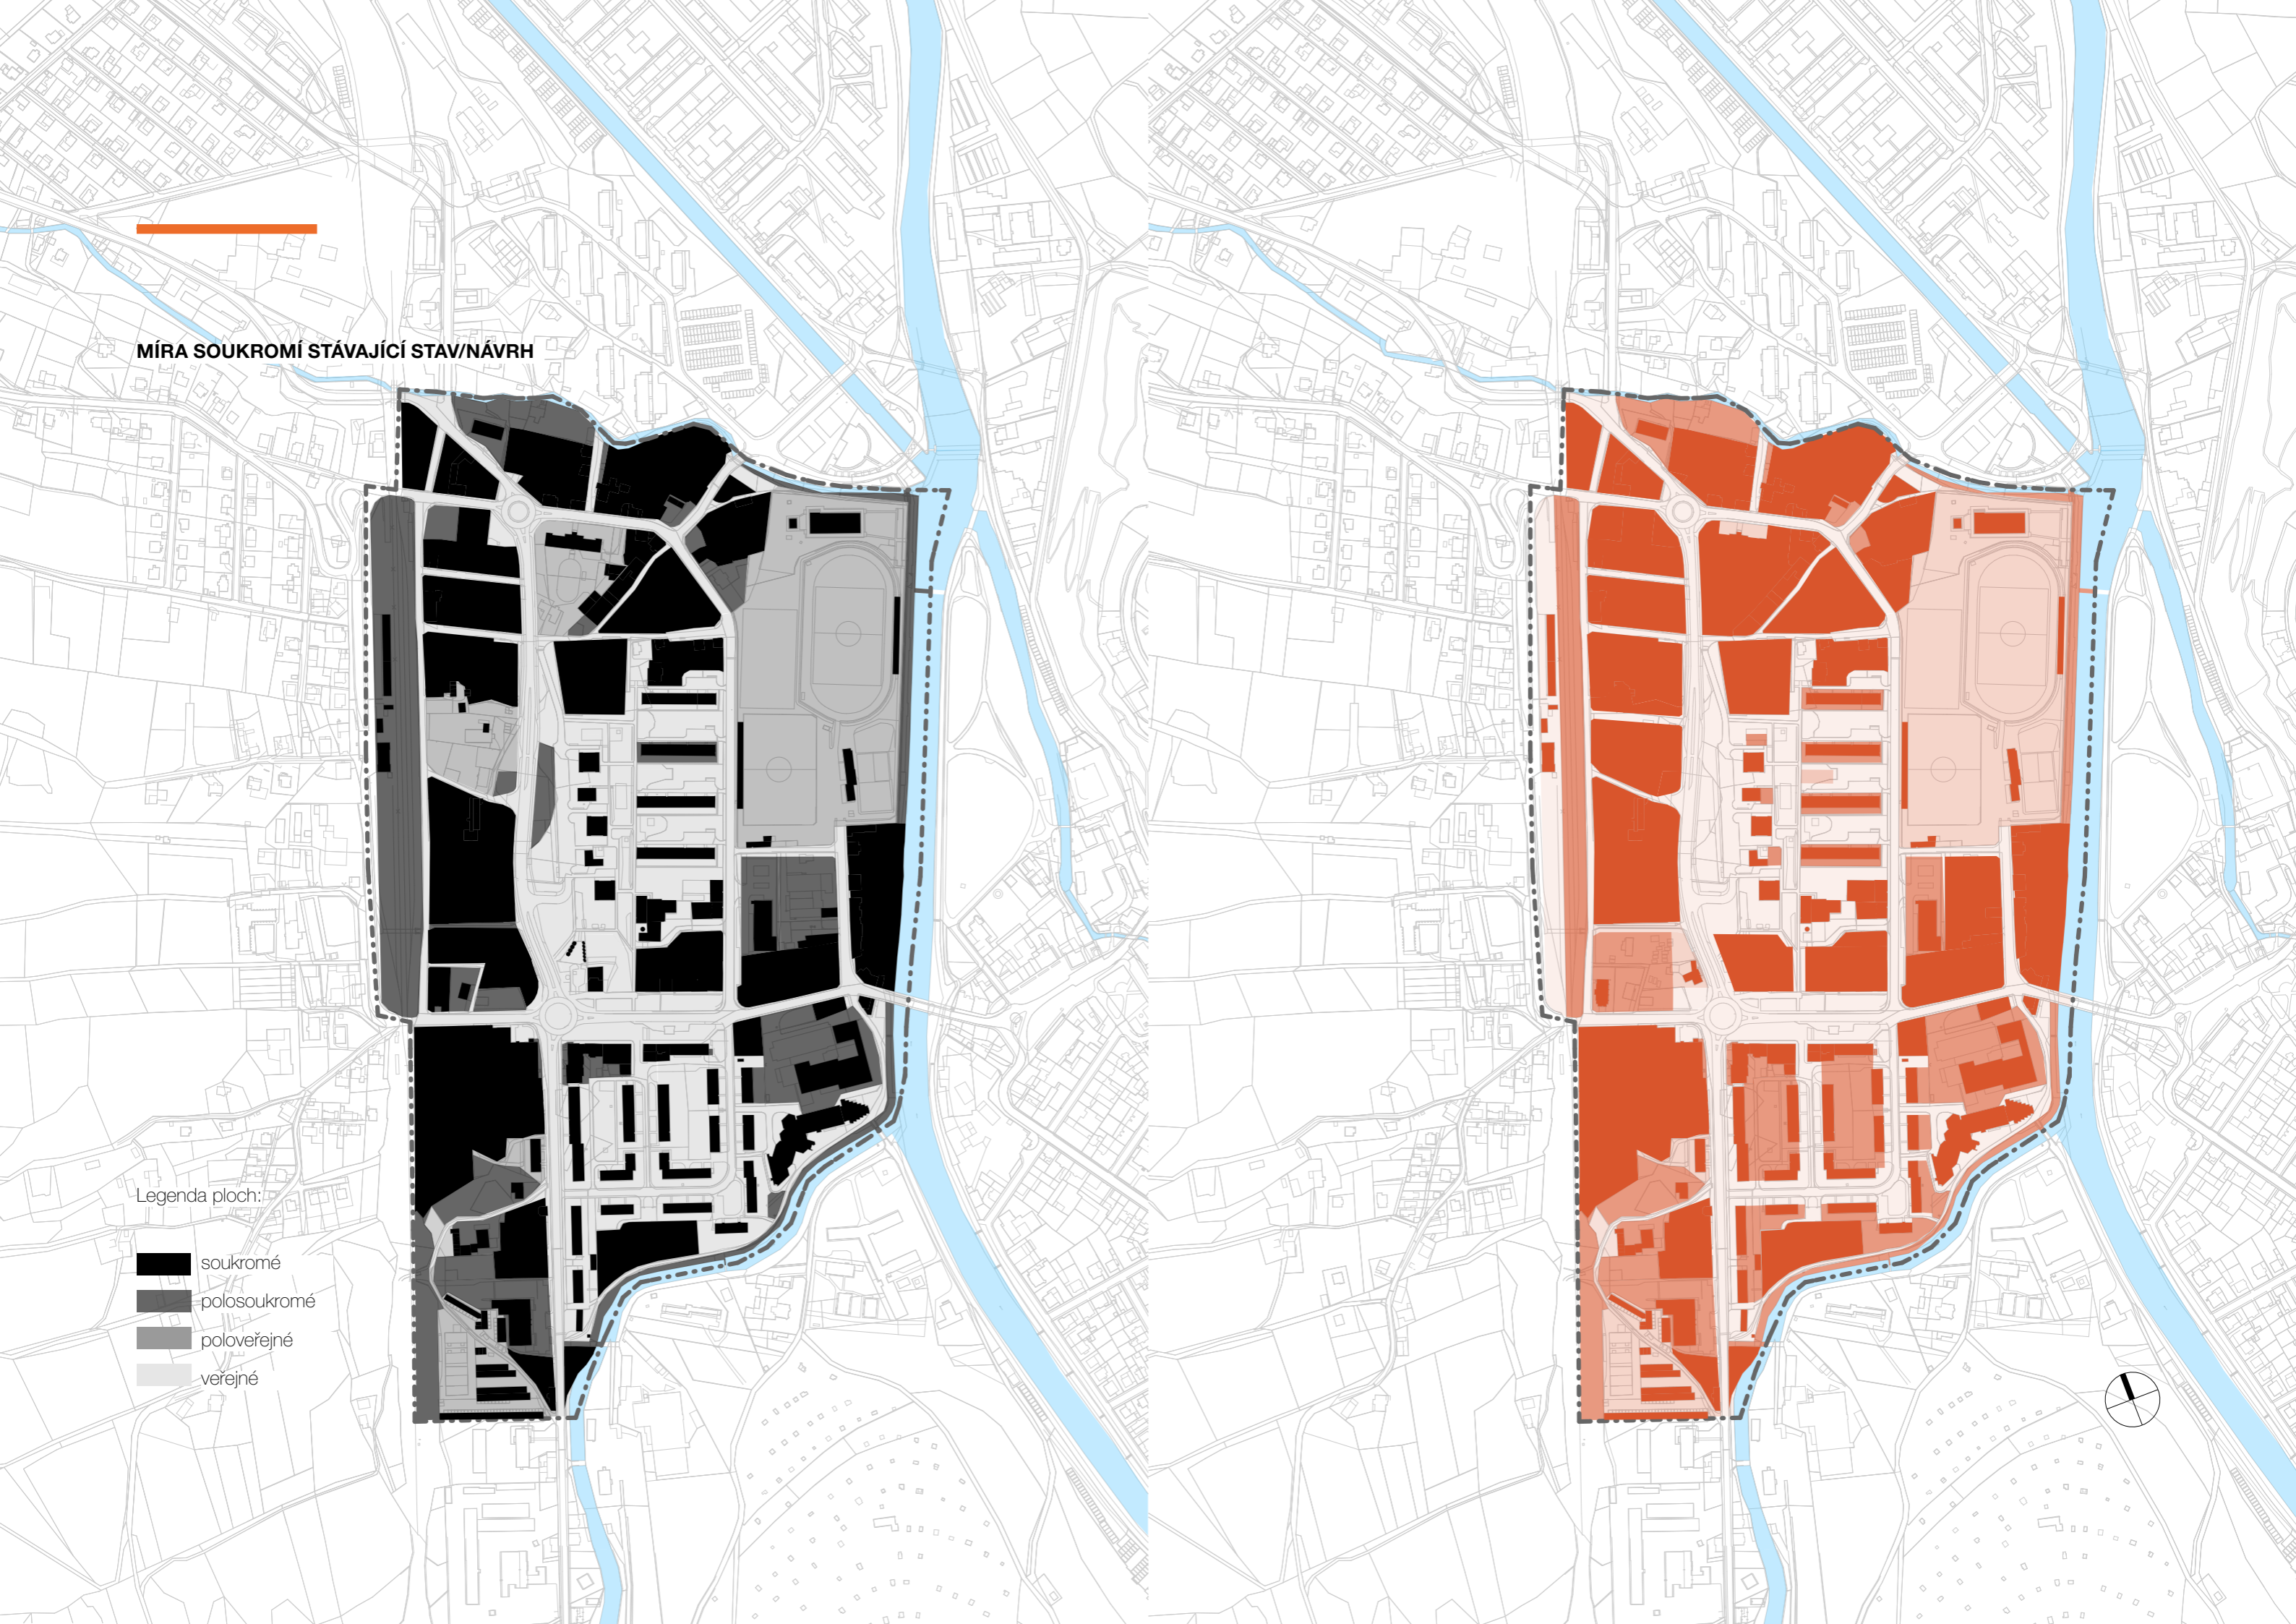 MÍRA SOUKROMÍ STÁVAJÍCÍ STAV/NÁVRH
Legenda ploch:
soukromé
polosoukromé
poloveřejné
veřejné